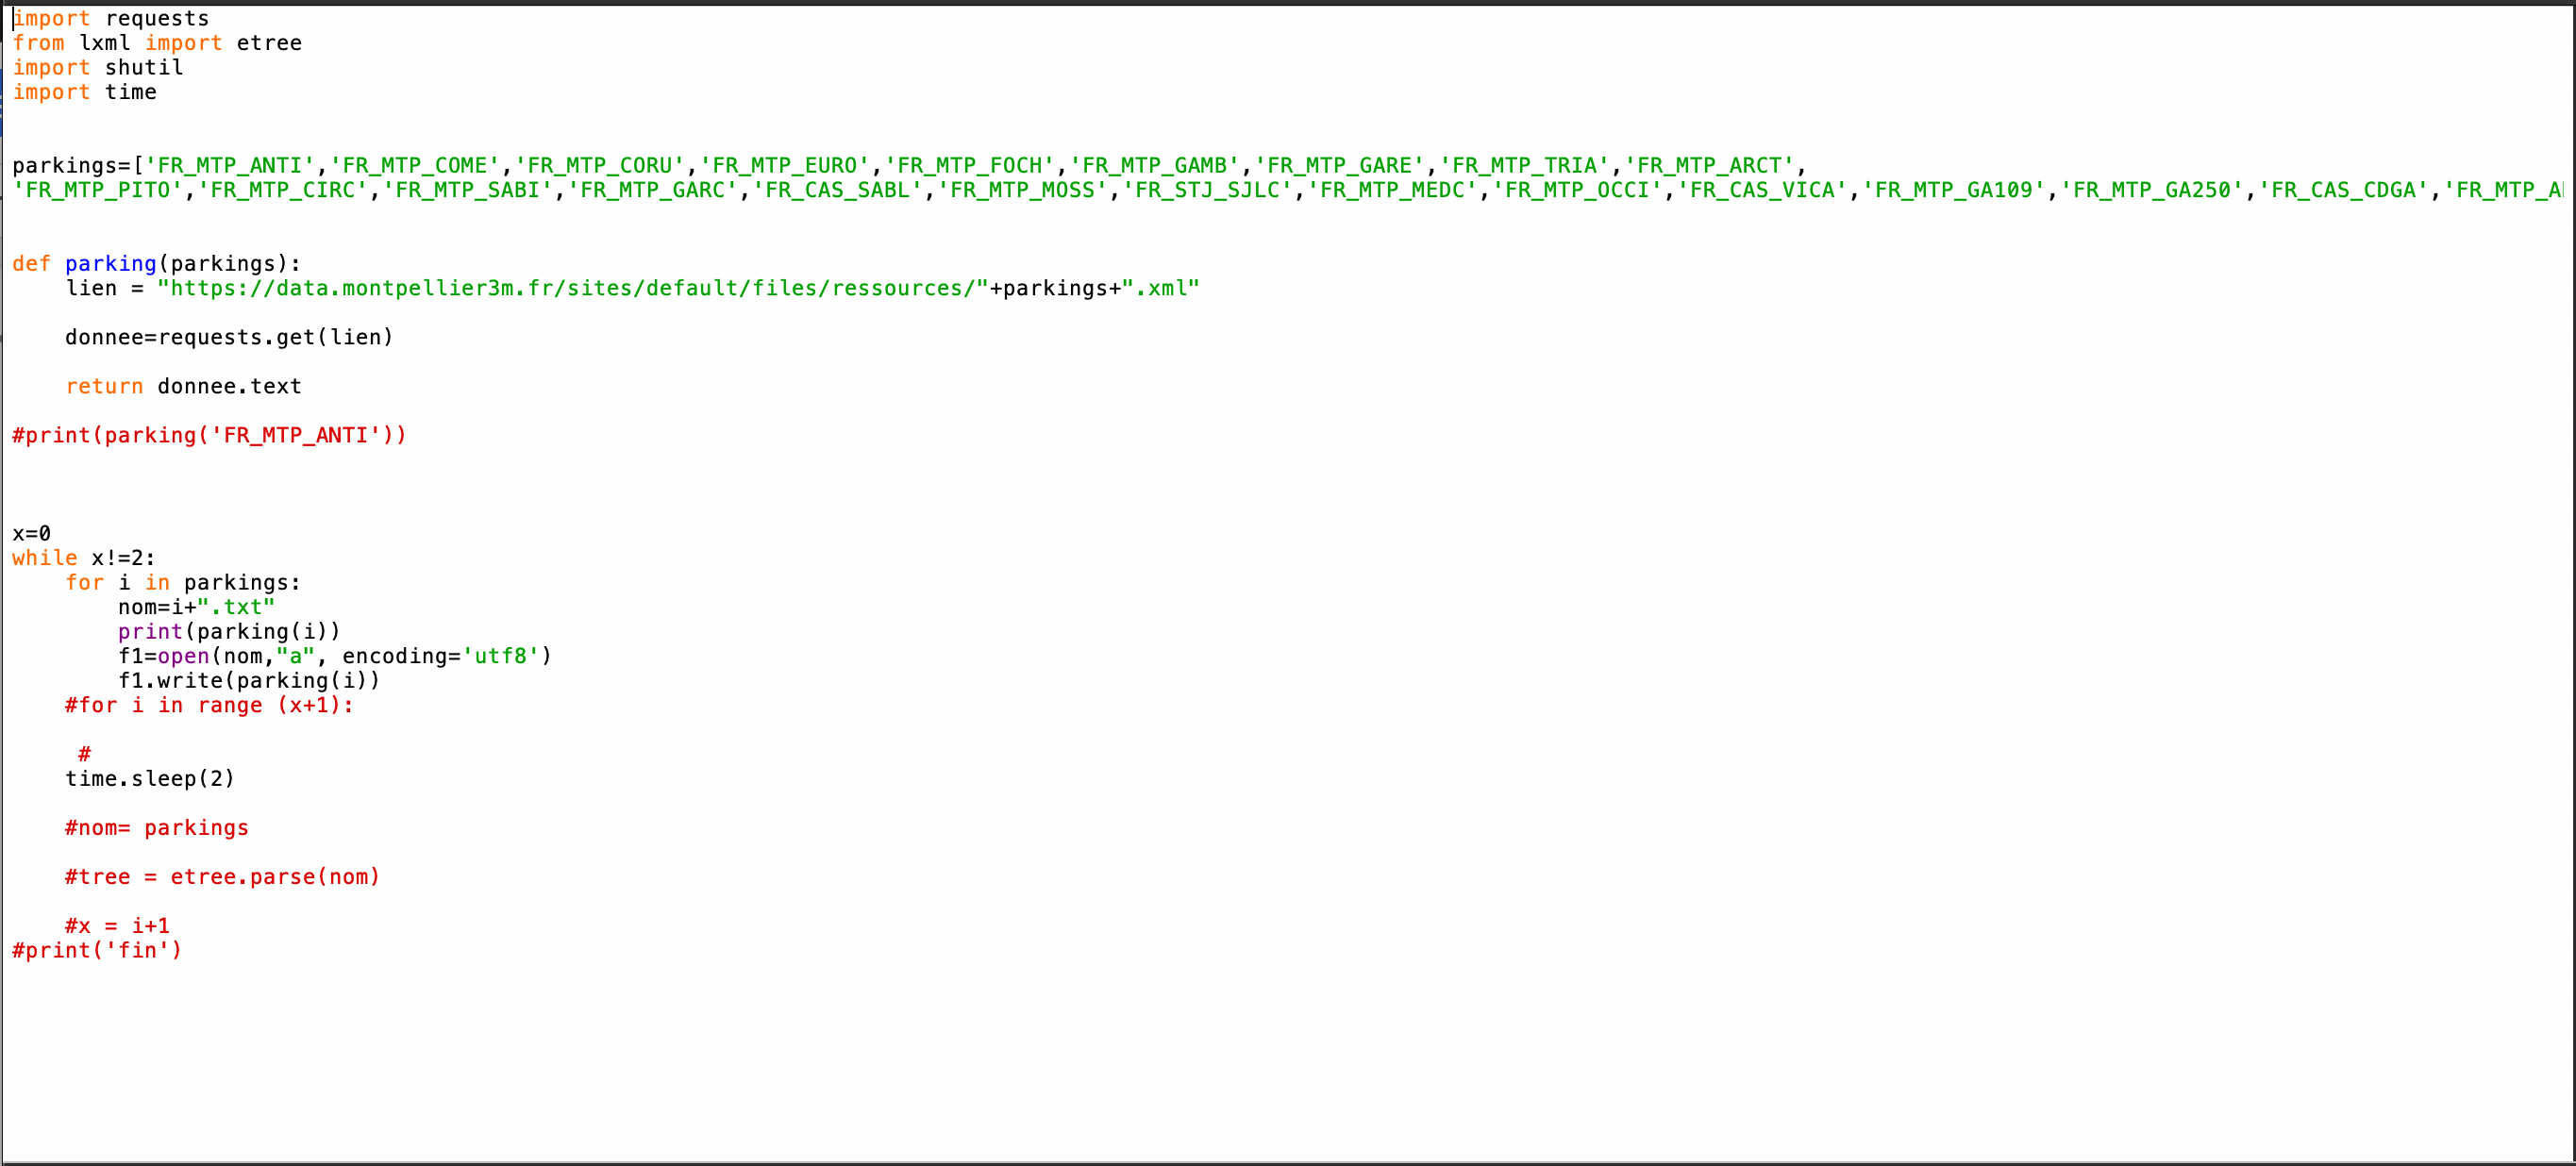 import requests
from lxml import etree
import shutil
import time
parkings=['FR_MTP_ANTI','FR_MTP_COME','FR_MTP_CORU','FR_MTP_EURO','FR_MTP_FOCH','FR_MTP_GAMB','FR_MTP_GARE','FR_MTP_TRIA','FR_MTP_ARCT',
'FR_MTP_PITO','FR_MTP_CIRC','FR_MTP_SABI','FR_MTP_GARC','FR_CAS_SABL','FR_MTP_MOSS','FR_STJ_SJLC','FR_MTP_MEDC','FR_MTP_OCCI','FR_CAS_VICA','FR_MTP_GA109','FR_MTP_GA250','FR_CAS_CDGA',
def parking(parkings):
    lien = "https://data.montpellier3m.fr/sites/default/files/ressources/"+parkings+".xml"
    donnee=requests.get(lien)
    return donnee.text
#print(parking('FR_MTP_ANTI'))
x=0
while x!=2:
    for i in parkings:
        nom=i+".txt"
        print(parking(i))
        f1=open(nom,"a", encoding='utf8')
        f1.write(parking(i))
    #for i in range (x+1):
     #
    time.sleep(2)
    #nom= parkings
    #tree = etree.parse(nom)
    #x = i+1
#print('fin')